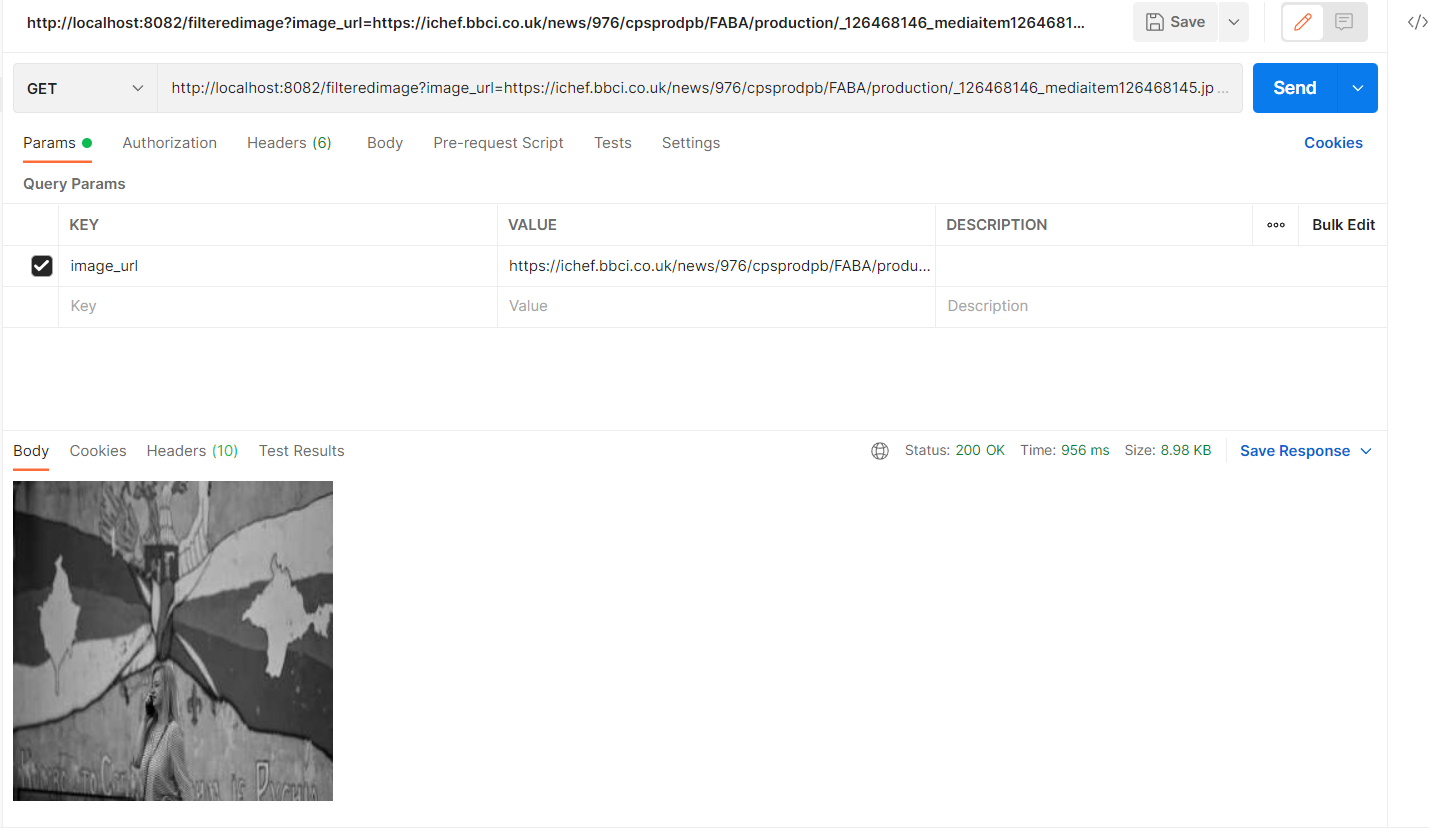 http://localhost:8082/filteredimage?image_url=https://ichef.bbci.co.uk/news/976/cpsprodpb/FABA/production/_126468146_mediaitem1264681...
Save
</>
GET
http://localhost:8082/filteredimage?image_url=https://ichef.bbci.co.uk/news/976/cpsprodpb/FABA/production/_126468146_mediaitem126468145.jp ...
Send
Params Authorization Headers (6) Body Pre-request Script Tests Settings Cookies
Query Params
KEY VALUE DESCRIPTION Bulk Edit
image_url https://ichef.bbci.co.uk/news/976/cpsprodpb/FABA/produ...
Key Value Description
Body Cookies Headers (10) Test Results Status: 200 OK Time: 956 ms Size: 8.98 KB Save Response